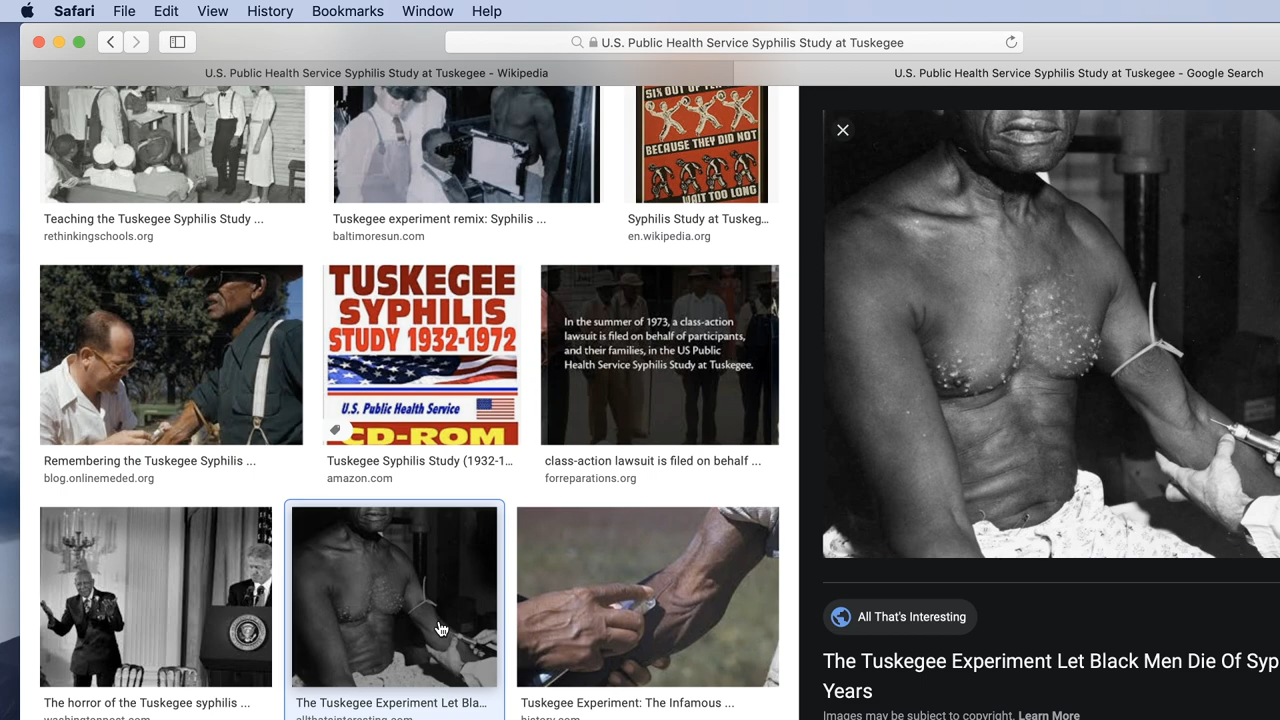 Safari File Edit View History Bookmarks Window Help
U.S. Public Health Service Syphilis Study at Tuskegee
U.S. Public Health Service Syphilis Study at Tuskegee - Wikipedia
U.S. Public Health Service Syphilis Study at Tuskegee - Google Search
SIX OUT OF TEN
BECAUSE THEY DID NOT
WAIT TOO LONG
Teaching the Tuskegee Syphilis Study ...
rethinkingschools.org
Tuskegee experiment remix: Syphilis ...
baltimoresun.com
Syphilis Study at Tuskeg...
en.wikipedia.org
TUSKEGEE
SYPHILIS
STUDY 1932-1972
U.S. Public Health Service
CD-ROM
In the summer of 1973, a class-action
lawsuit is filed on behalf of participants,
and their families, in the US Public
Health Service Syphilis Study at Tuskegee.
Remembering the Tuskegee Syphilis ...
blog.onlinemeded.org
Tuskegee Syphilis Study (1932-1...
amazon.com
class-action lawsuit is filed on behalf ...
forreparations.org
The horror of the Tuskegee syphilis ...
washingtonpost.com
The Tuskegee Experiment Let Bla...
allthatsinteresting.com
Tuskegee Experiment: The Infamous ...
history.com
All That's Interesting
The Tuskegee Experiment Let Black Men Die Of Syp
Years
Images may be subject to copyright. Learn More